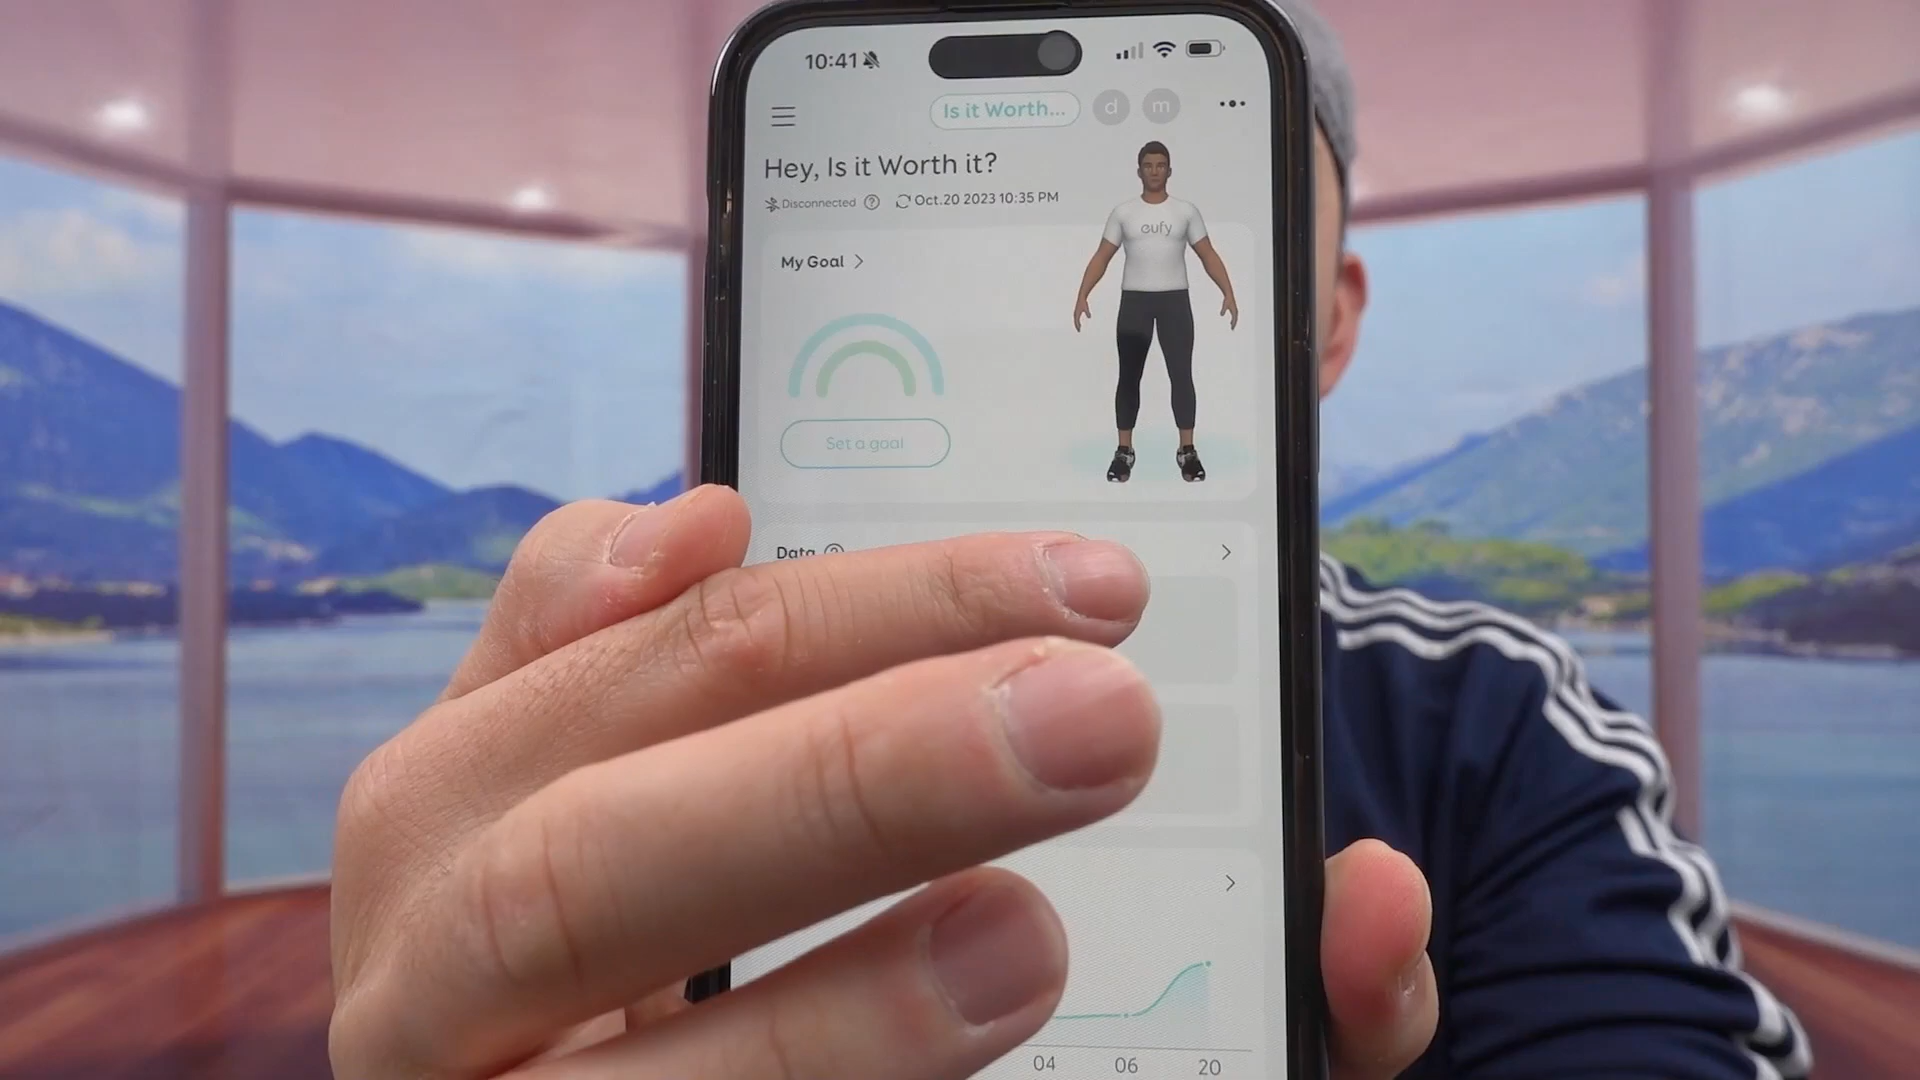 10:41
Is it Worth... d m
Hey, Is it Worth it?
Disconnected Oct.20 2023 10:35 PM
eufy
My Goal
Set a goal
Data
04 06 20